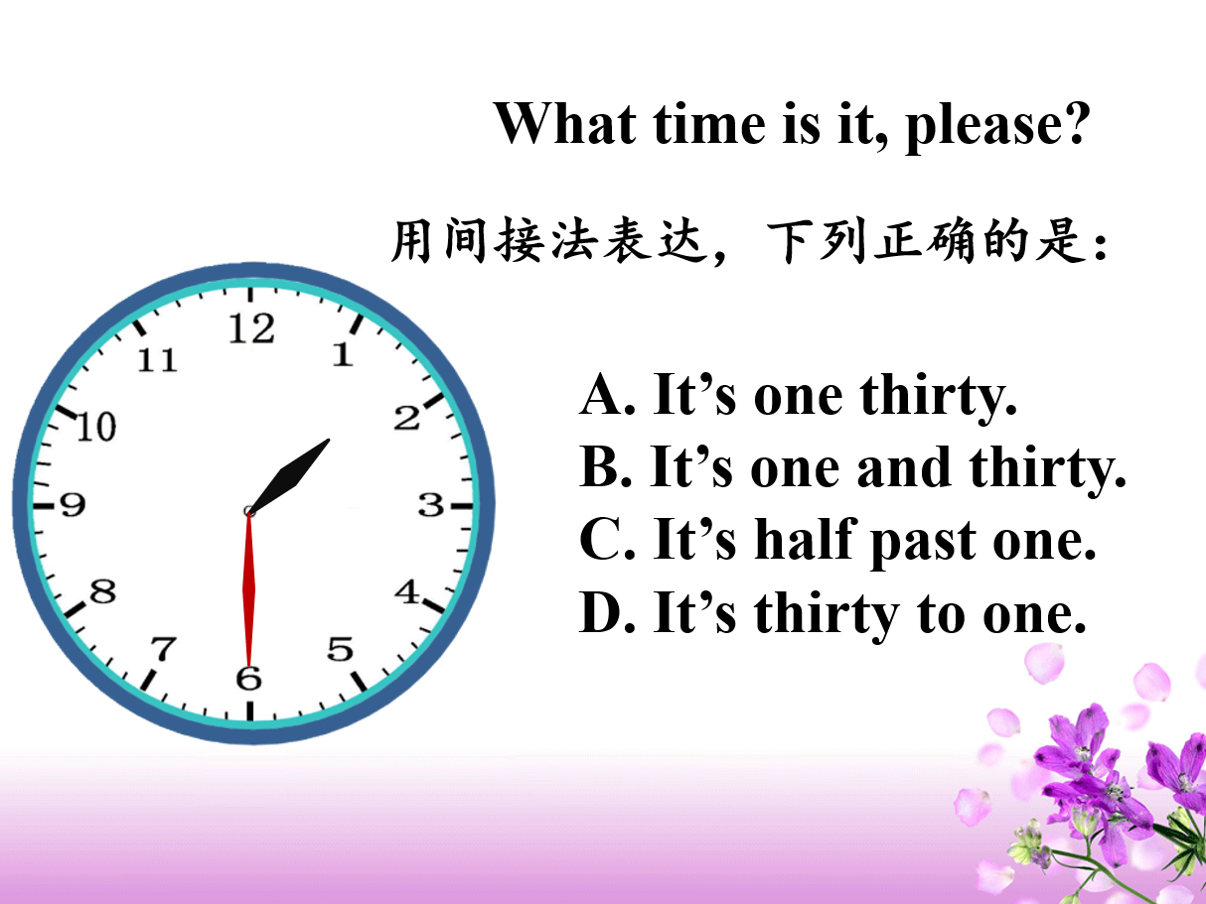 What time is it, please?
用间接法表达，下列正确的是：
A. It’s one thirty.
B. It’s one and thirty.
C. It’s half past one.
D. It’s thirty to one.
12
11
1
10
2
9
3
8
4
7
5
6